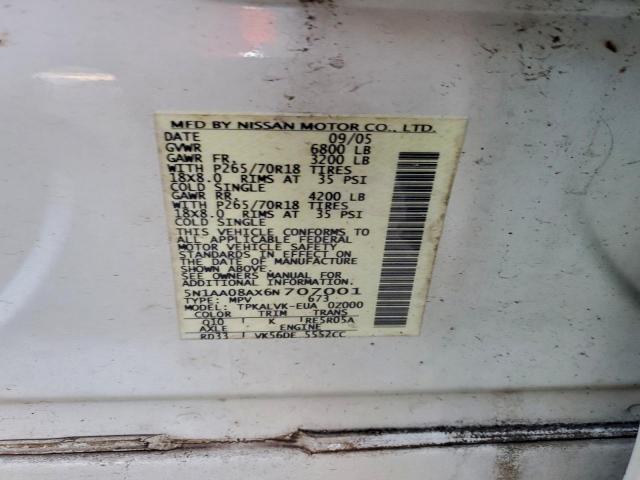 MFD BY NISSAN MOTOR CO., LTD.
DATE 09/05
GVWR 6800 LB
GAWR FR. 3200 LB
WITH P265/70R18 TIRES
18X8.0 RIMS AT 35 PSI
COLD SINGLE
GAWR RR. 4200 LB
WITH P265/70R18 TIRES
18X8.0 RIMS AT 35 PSI
COLD SINGLE
THIS VEHICLE CONFORMS TO
ALL APPLICABLE FEDERAL
MOTOR VEHICLE SAFETY
STANDARDS IN EFFECT ON
THE DATE OF MANUFACTURE
SHOWN ABOVE.
SEE OWNERS MANUAL FOR
ADDITIONAL INFORMATION.
5N1AA08AX6N707001
TYPE: MPV 673
MODEL: TPKALVK-EUA 0Z000
COLOR TRIM TRANS
Q10 K RE5R05A
AXLE ENGINE
RD33 VK56DE 5552CC